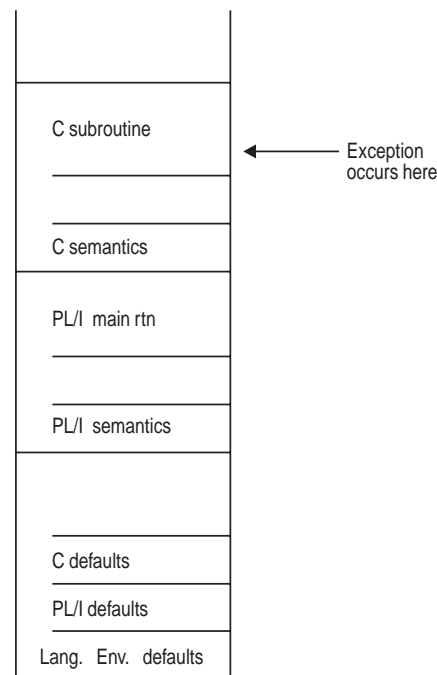 C subroutine
Exception
occurs here
C semantics
PL/I main rtn
PL/I semantics
C defaults
PL/I defaults
Lang. Env. defaults